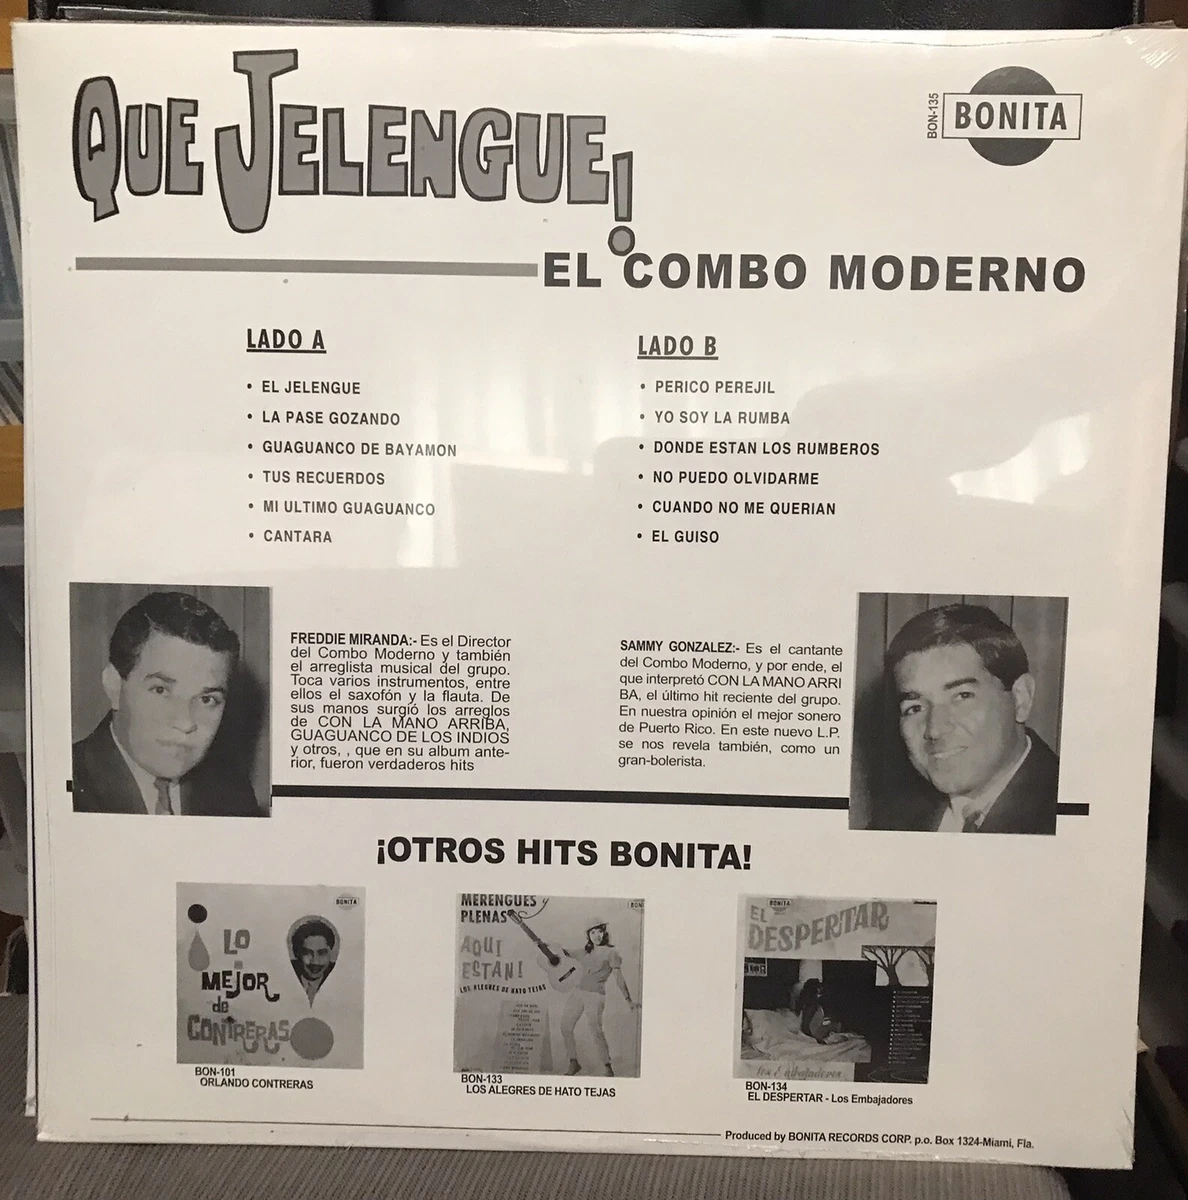 QUE JELENGUE!
BON-135
BONITA
EL COMBO MODERNO
LADO A
• EL JELENGUE
• LA PASE GOZANDO
• GUAGUANCO DE BAYAMON
• TUS RECUERDOS
• MI ULTIMO GUAGUANCO
• CANTARA
LADO B
• PERICO PEREJIL
• YO SOY LA RUMBA
• DONDE ESTAN LOS RUMBEROS
• NO PUEDO OLVIDARME
• CUANDO NO ME QUERIAN
• EL GUISO
FREDDIE MIRANDA:- Es el Director
del Combo Moderno y también
el arreglista musical del grupo.
Toca varios instrumentos, entre
ellos el saxofón y la flauta. De
sus manos surgió los arreglos
de CON LA MANO ARRIBA,
GUAGUANCO DE LOS INDIOS
y otros, , que en su album ante-
rior, fueron verdaderos hits
SAMMY GONZALEZ:- Es el cantante
del Combo Moderno, y por ende, el
que interpretó CON LA MANO ARRI
BA, el último hit reciente del grupo.
En nuestra opinión el mejor sonero
de Puerto Rico. En este nuevo L.P.
se nos revela también, como un
gran-bolerista.
¡OTROS HITS BONITA!
BONITA
LO
MEJOR
de
CONTRERAS
BON-101
ORLANDO CONTRERAS
MERENGUES y
PLENAS
BON
AQUI
ESTAN!
LOS ALEGRES DE HATO TEJAS
BON-133
LOS ALEGRES DE HATO TEJAS
BONITA
EL
DESPERTAR
Los Embajadores
BON-134
EL DESPERTAR - Los Embajadores
Produced by BONITA RECORDS CORP. p.o. Box 1324-Miami, Fla.